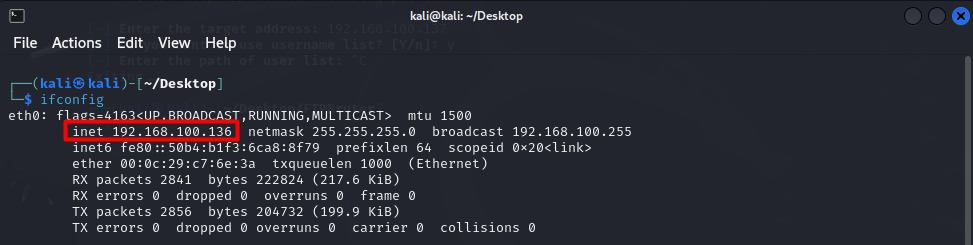 kali@kali: ~/Desktop
File Actions Edit View Help
[-] Enter the target address: 192.168.100.137
use username list? [Y/n]: y
[-] Enter the path of user list: ^C
(kali㉿kali)-[~/Desktop]
$ ifconfig
eth0: flags=4163<UP,BROADCAST,RUNNING,MULTICAST> mtu 1500
inet 192.168.100.136 netmask 255.255.255.0 broadcast 192.168.100.255
inet6 fe80::50b4:b1f3:6ca8:8f79 prefixlen 64 scopeid 0×20<link>
ether 00:0c:29:c7:6e:3a txqueuelen 1000 (Ethernet)
RX packets 2841 bytes 222824 (217.6 KiB)
RX errors 0 dropped 0 overruns 0 frame 0
TX packets 2856 bytes 204732 (199.9 KiB)
TX errors 0 dropped 0 overruns 0 carrier 0 collisions 0